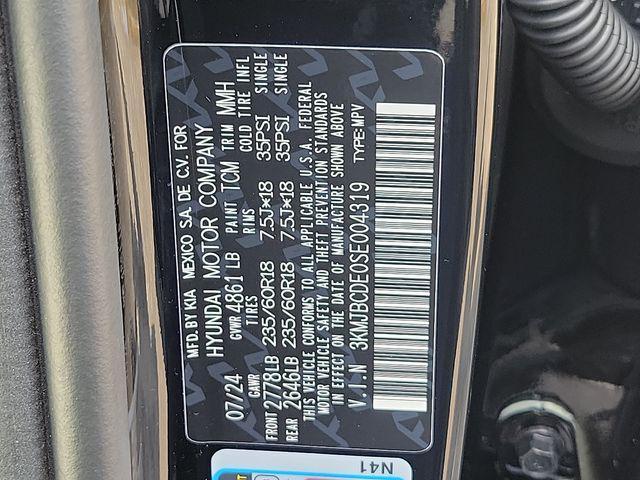 MFD. BY KIA MEXICO S.A. DE C.V. FOR
HYUNDAI MOTOR COMPANY
07/24 GVWR 4861 LB PAINT TCM TRIM MMH
GAWR TIRES RIMS COLD TIRE INFL
FRONT 2778LB 235/60R18 7.5J×18 35PSI SINGLE
REAR 2646LB 235/60R18 7.5J×18 35PSI SINGLE
THIS VEHICLE CONFORMS TO ALL APPLICABLE U.S.A. FEDERAL
MOTOR VEHICLE SAFETY AND THEFT PREVENTION STANDARDS
IN EFFECT ON THE DATE OF MANUFACTURE SHOWN ABOVE
V.I.N 3KMJBCDE0SE004319 TYPE:MPV
N41